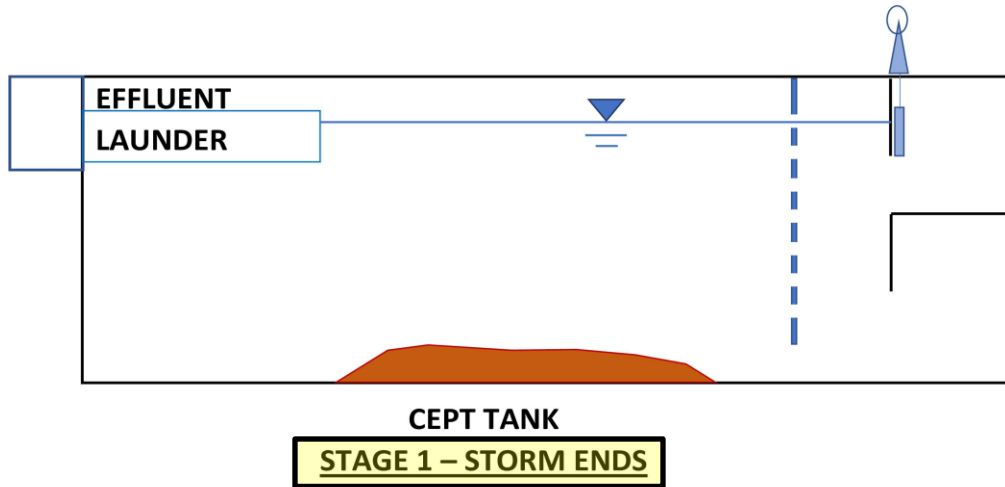 EFFLUENT
LAUNDER
CEPT TANK
STAGE 1 – STORM ENDS